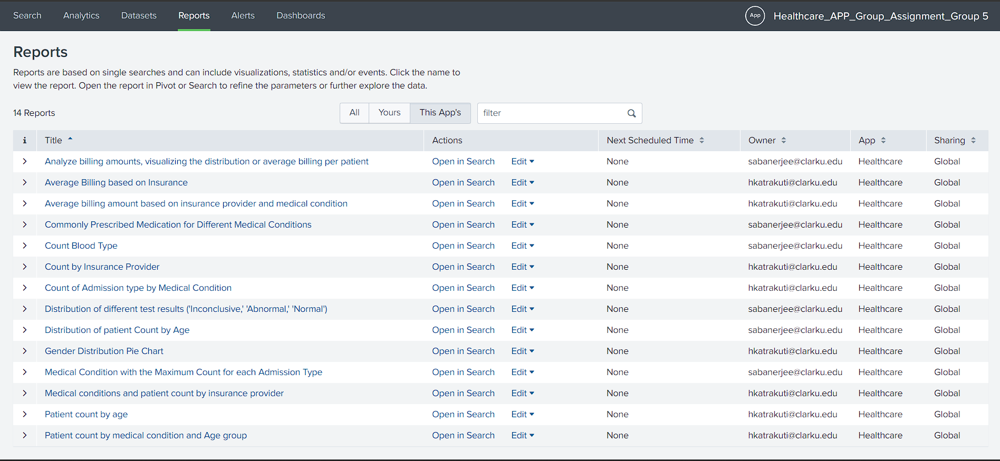 Search Analytics Datasets Reports Alerts Dashboards App Healthcare_APP_Group_Assignment_Group 5
Reports
Reports are based on single searches and can include visualizations, statistics and/or events. Click the name to
view the report. Open the report in Pivot or Search to refine the parameters or further explore the data.
14 Reports All Yours This App's filter
i Title Actions Next Scheduled Time Owner App Sharing
Analyze billing amounts, visualizing the distribution or average billing per patient Open in Search Edit None sabanerjee@clarku.edu Healthcare Global
Average Billing based on Insurance Open in Search Edit None hkatrakuti@clarku.edu Healthcare Global
Average billing amount based on insurance provider and medical condition Open in Search Edit None hkatrakuti@clarku.edu Healthcare Global
Commonly Prescribed Medication for Different Medical Conditions Open in Search Edit None sabanerjee@clarku.edu Healthcare Global
Count Blood Type Open in Search Edit None sabanerjee@clarku.edu Healthcare Global
Count by Insurance Provider Open in Search Edit None hkatrakuti@clarku.edu Healthcare Global
Count of Admission type by Medical Condition Open in Search Edit None hkatrakuti@clarku.edu Healthcare Global
Distribution of different test results ('Inconclusive,' 'Abnormal,' 'Normal') Open in Search Edit None sabanerjee@clarku.edu Healthcare Global
Distribution of patient Count by Age Open in Search Edit None sabanerjee@clarku.edu Healthcare Global
Gender Distribution Pie Chart Open in Search Edit None hkatrakuti@clarku.edu Healthcare Global
Medical Condition with the Maximum Count for each Admission Type Open in Search Edit None sabanerjee@clarku.edu Healthcare Global
Medical conditions and patient count by insurance provider Open in Search Edit None hkatrakuti@clarku.edu Healthcare Global
Patient count by age Open in Search Edit None hkatrakuti@clarku.edu Healthcare Global
Patient count by medical condition and Age group Open in Search Edit None hkatrakuti@clarku.edu Healthcare Global